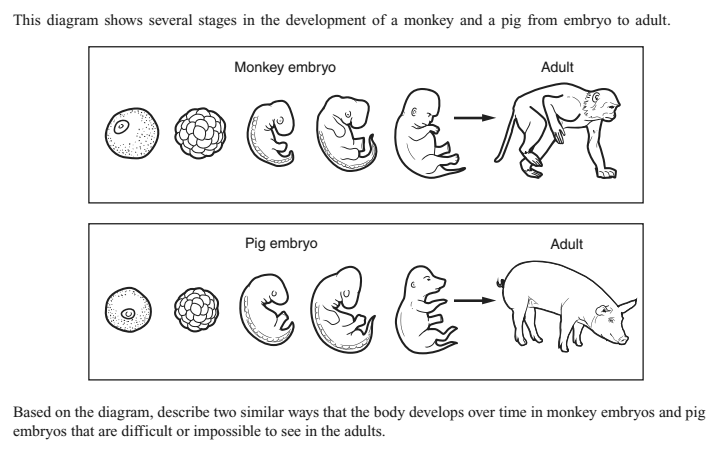 This diagram shows several stages in the development of a monkey and a pig from embryo to adult.
Monkey embryo
Adult
Pig embryo
Adult
Based on the diagram, describe two similar ways that the body develops over time in monkey embryos and pig
embryos that are difficult or impossible to see in the adults.